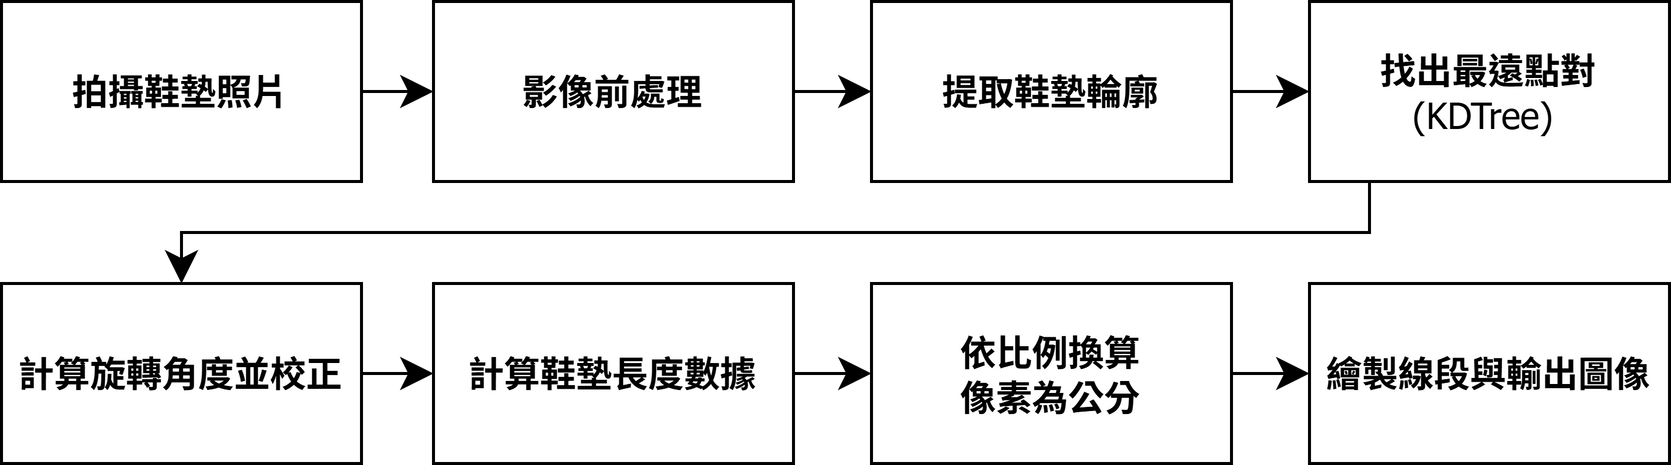 拍攝鞋墊照片
影像前處理
提取鞋墊輪廓
找出最遠點對
(KDTree)
計算旋轉角度並校正
計算鞋墊長度數據
依比例換算
像素為公分
繪製線段與輸出圖像